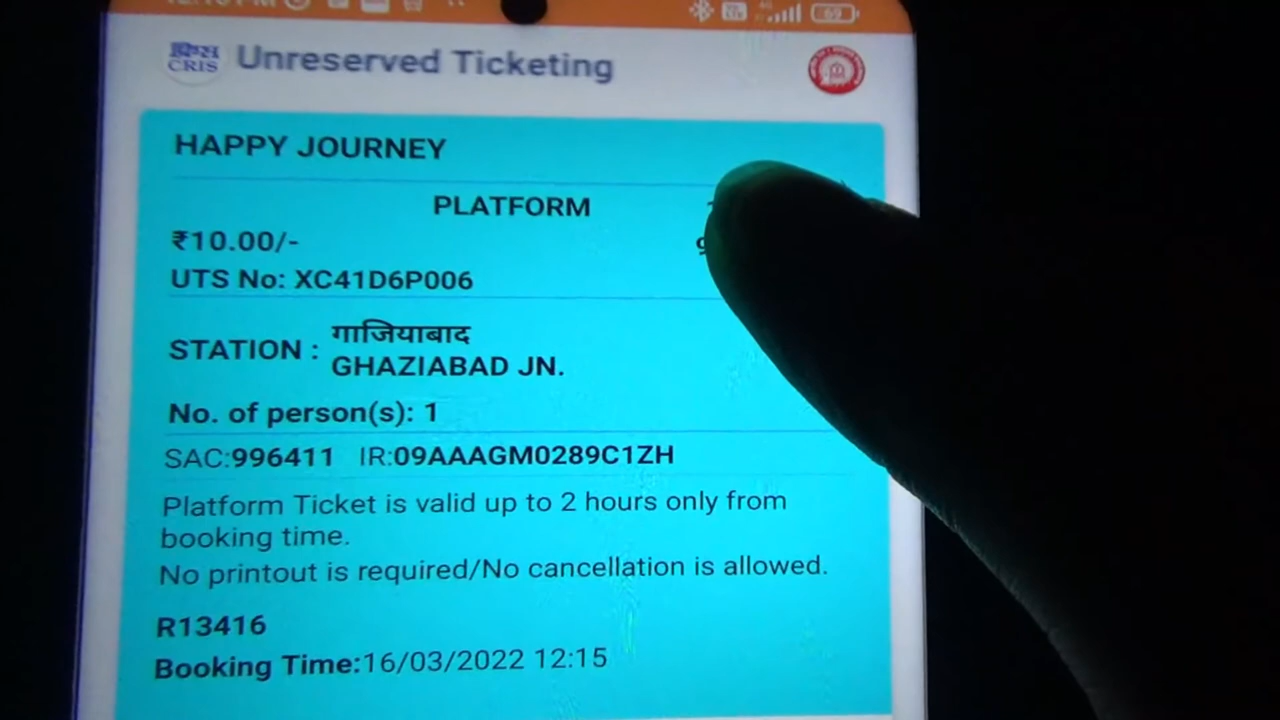 क्रिस
CRIS
Unreserved Ticketing
69
HAPPY JOURNEY
PLATFORM
₹10.00/-
UTS No: XC41D6P006
STATION :
गाजियाबाद
GHAZIABAD JN.
No. of person(s): 1
SAC:996411 IR:09AAAGM0289C1ZH
Platform Ticket is valid up to 2 hours only from
booking time.
No printout is required/No cancellation is allowed.
R13416
Booking Time:16/03/2022 12:15